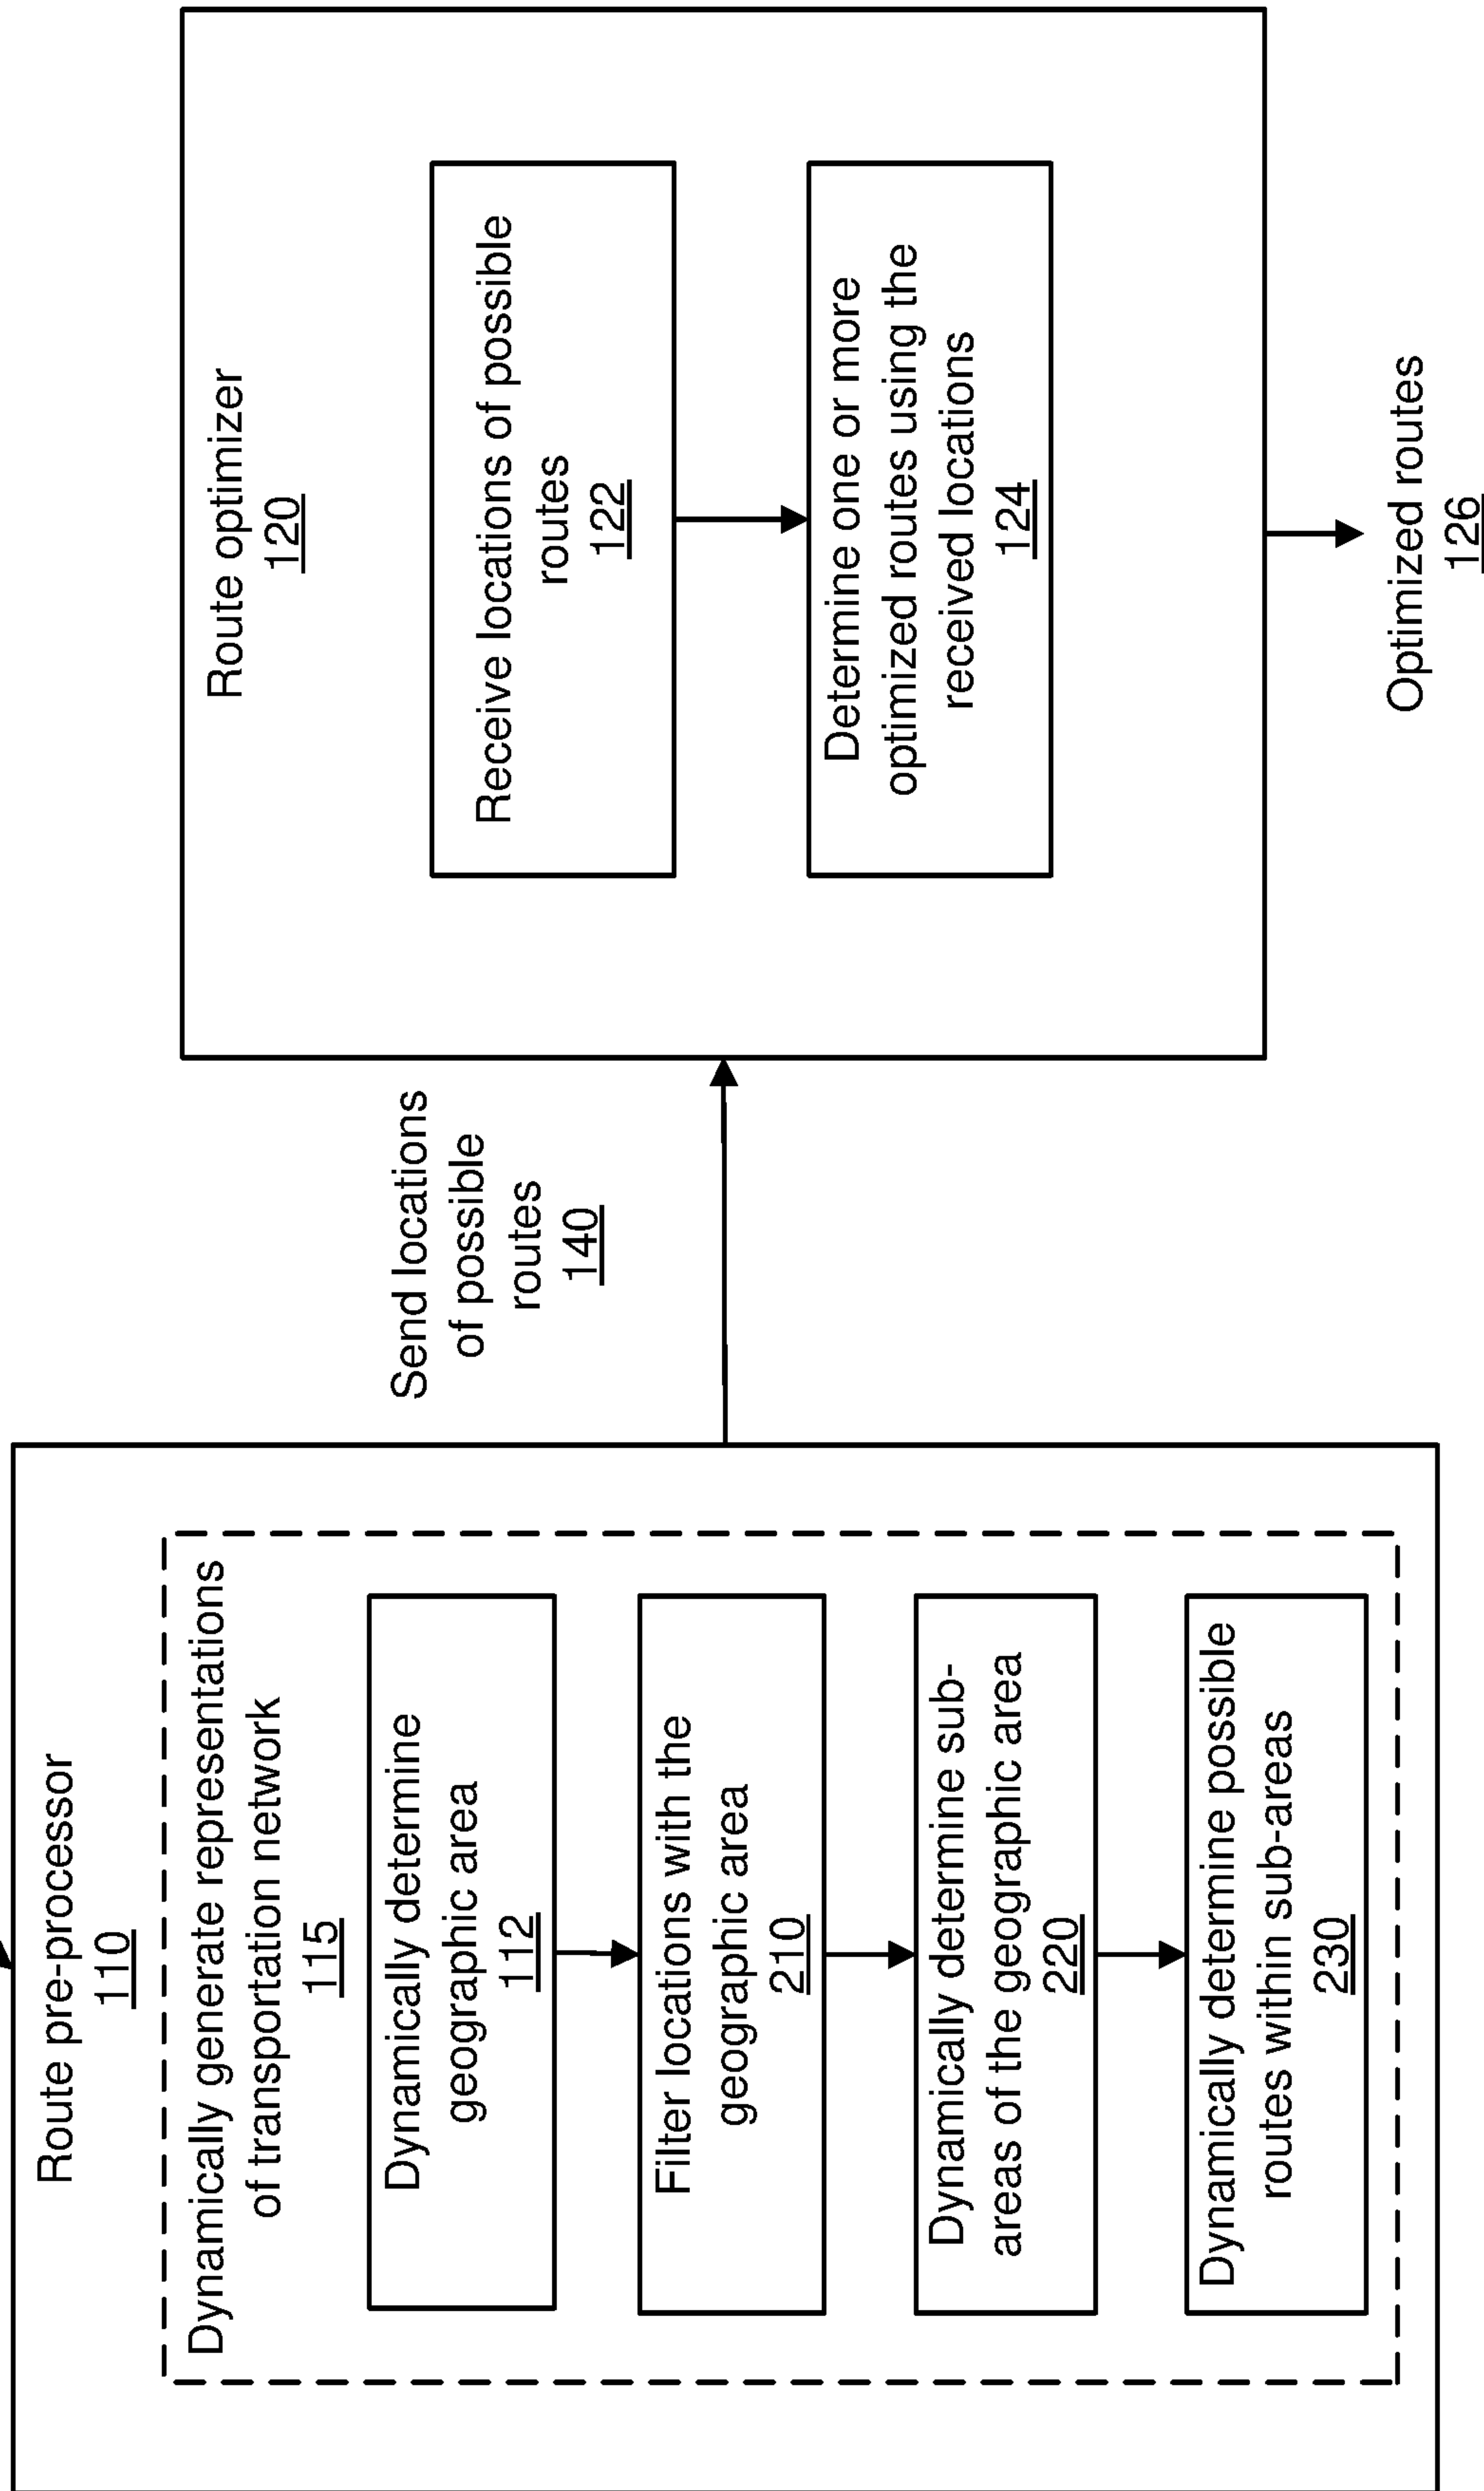 Route pre-processor
110
Dynamically generate representations
of transportation network
115
Dynamically determine
geographic area
112
Filter locations with the
geographic area
210
Dynamically determine sub-
areas of the geographic area
220
Dynamically determine possible
routes within sub-areas
230
Send locations
of possible
routes
140
Route optimizer
120
Receive locations of possible
routes
122
Determine one or more
optimized routes using the
received locations
124
Optimized routes
126